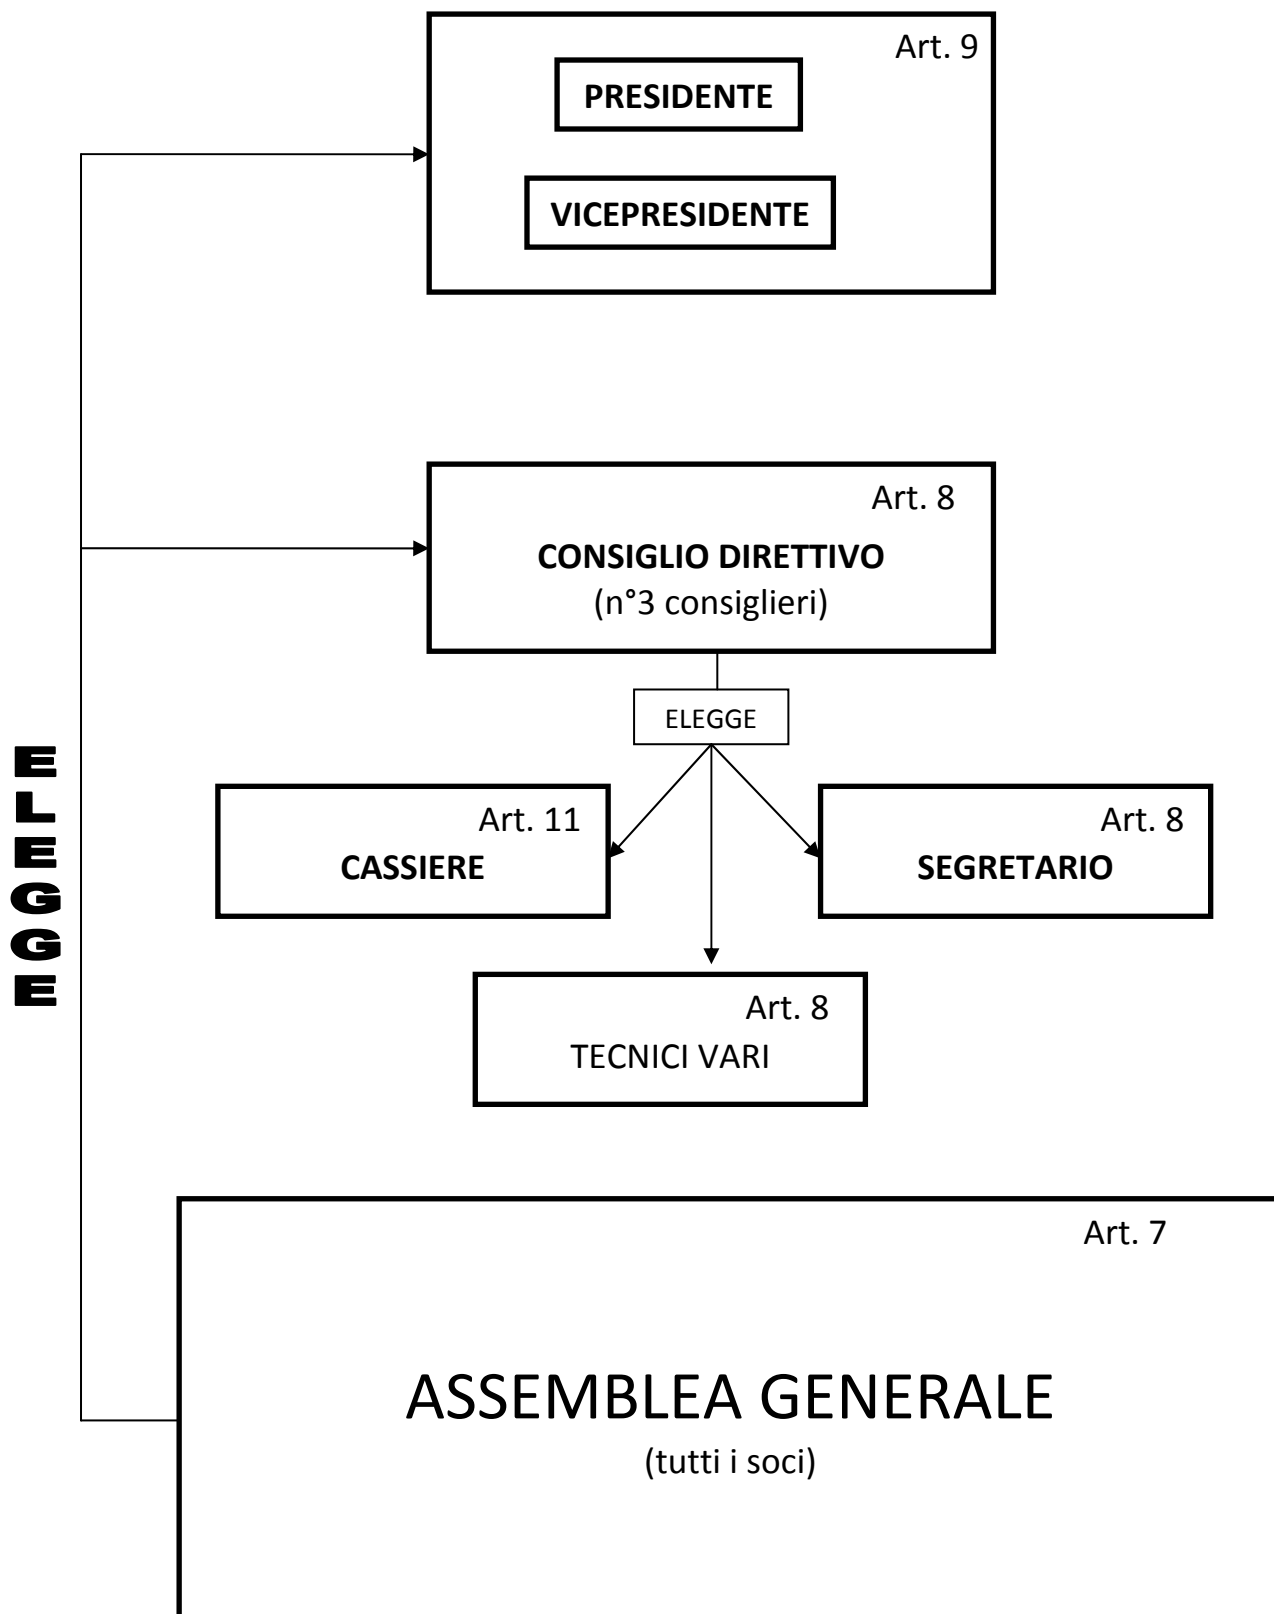 Art. 9
PRESIDENTE
VICEPRESIDENTE
Art. 8
CONSIGLIO DIRETTIVO
(n°3 consiglieri)
ELEGGE
Art. 11
CASSIERE
Art. 8
SEGRETARIO
Art. 8
TECNICI VARI
ELEGGE
Art. 7
ASSEMBLEA GENERALE
(tutti i soci)